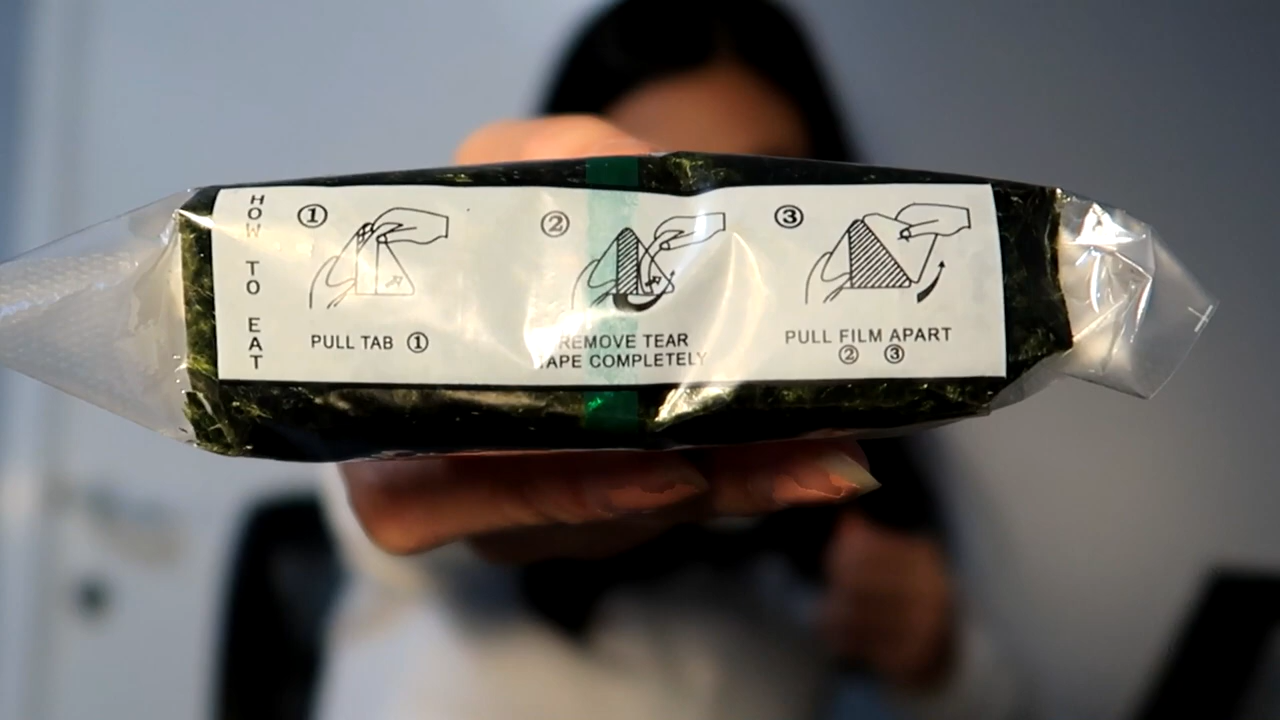 HOW TO EAT
①
PULL TAB ①
②
REMOVE TEAR
TAPE COMPLETELY
③
PULL FILM APART
② ③